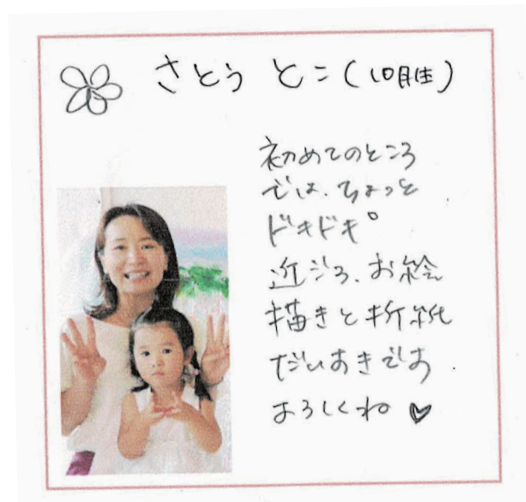 さとう とこ(10月生)
初めてのところ
では、ちょっと
ドキドキ。
近ごろ、お絵
描きと折紙
だいすきです
よろしくね ♡